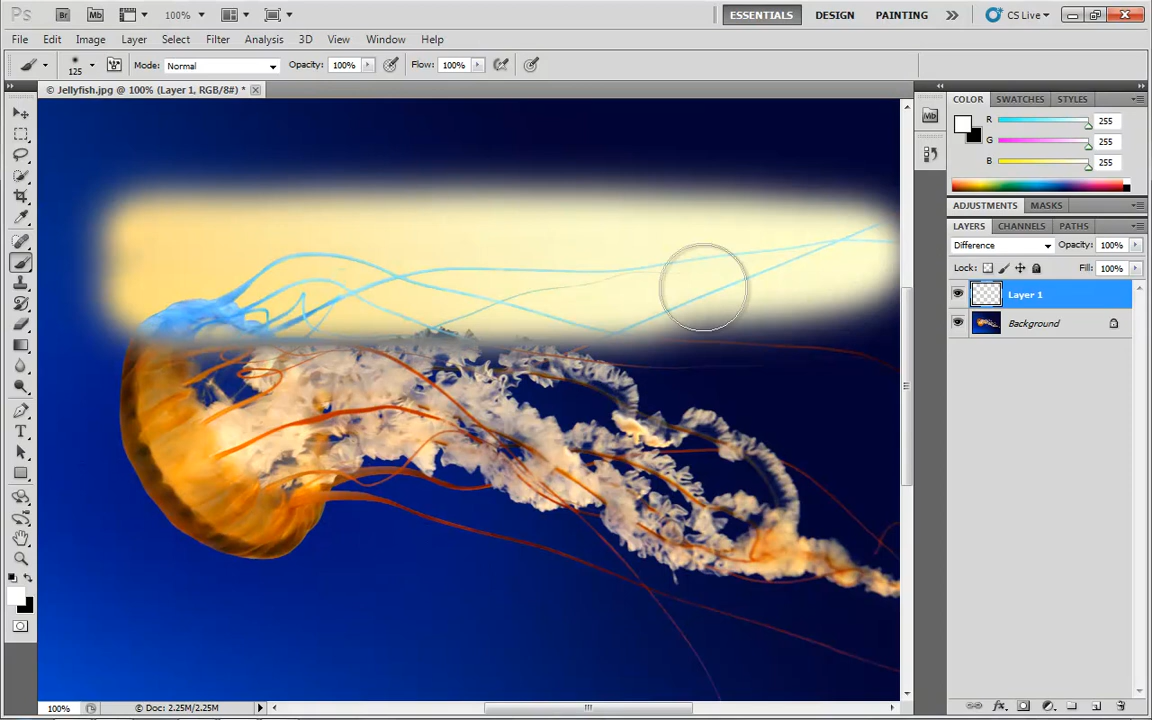 Ps Br Mb 100% ESSENTIALS DESIGN PAINTING CS Live
File Edit Image Layer Select Filter Analysis 3D View Window Help
125 Mode: Normal Opacity: 100% Flow: 100%
© Jellyfish.jpg @ 100% (Layer 1, RGB/8#) *
COLOR SWATCHES STYLES
Mb
R 255
G 255
B 255
ADJUSTMENTS MASKS
LAYERS CHANNELS PATHS
Difference Opacity: 100%
Lock: Fill: 100%
Layer 1
Background
T
fx
100% © Doc: 2.25M/2.25M